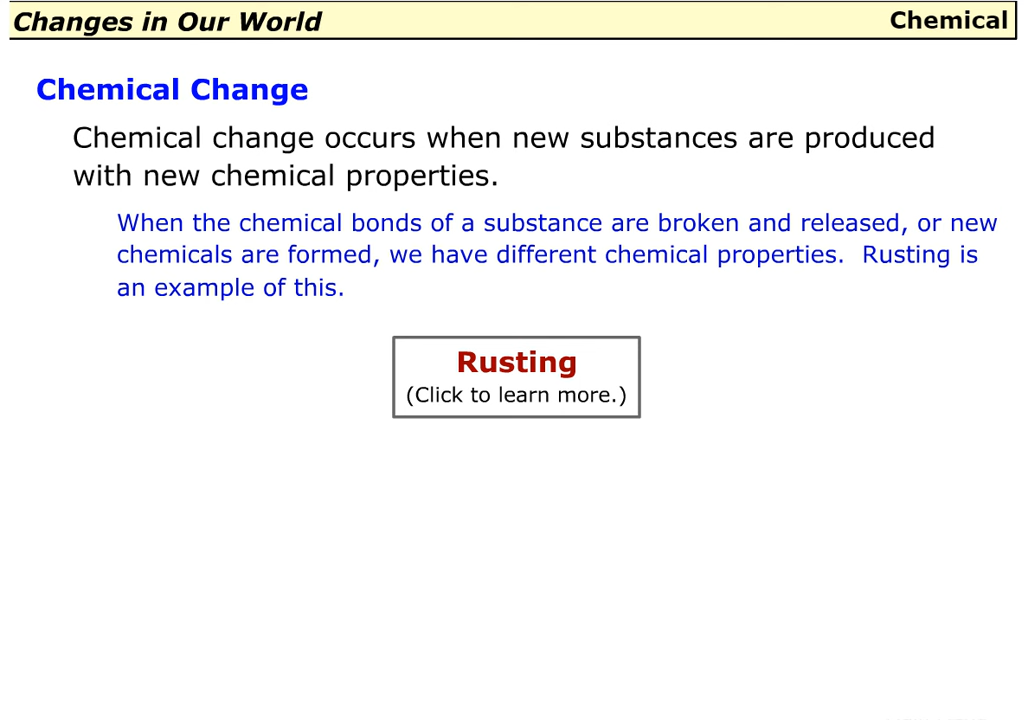 Changes in Our World
Chemical
Chemical Change
Chemical change occurs when new substances are produced
with new chemical properties.
When the chemical bonds of a substance are broken and released, or new
chemicals are formed, we have different chemical properties.  Rusting is
an example of this.
Rusting
(Click to learn more.)